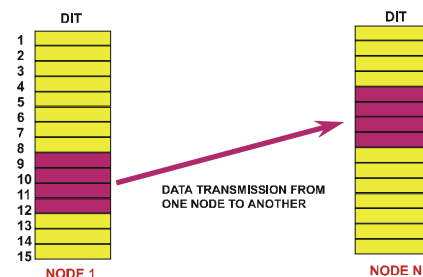 DIT
1
2
3
4
5
6
7
8
9
10
11
12
13
14
15
NODE 1
DATA TRANSMISSION FROM
ONE NODE TO ANOTHER
DIT
NODE N